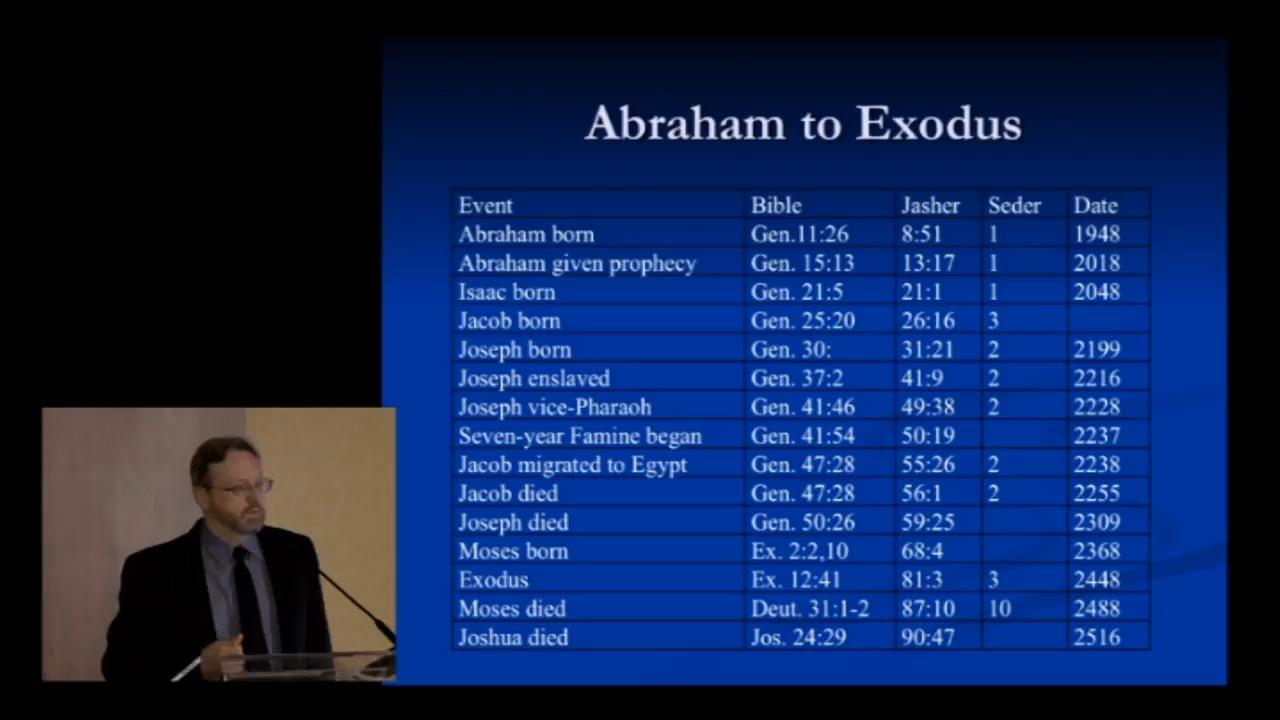 Abraham to Exodus
Event Bible Jasher Seder Date
Abraham born Gen.11:26 8:51 1 1948
Abraham given prophecy Gen. 15:13 13:17 1 2018
Isaac born Gen. 21:5 21:1 1 2048
Jacob born Gen. 25:20 26:16 3
Joseph born Gen. 30: 31:21 2 2199
Joseph enslaved Gen. 37:2 41:9 2 2216
Joseph vice-Pharaoh Gen. 41:46 49:38 2 2228
Seven-year Famine began Gen. 41:54 50:19 2237
Jacob migrated to Egypt Gen. 47:28 55:26 2 2238
Jacob died Gen. 47:28 56:1 2 2255
Joseph died Gen. 50:26 59:25 2309
Moses born Ex. 2:2,10 68:4 2368
Exodus Ex. 12:41 81:3 3 2448
Moses died Deut. 31:1-2 87:10 10 2488
Joshua died Jos. 24:29 90:47 2516